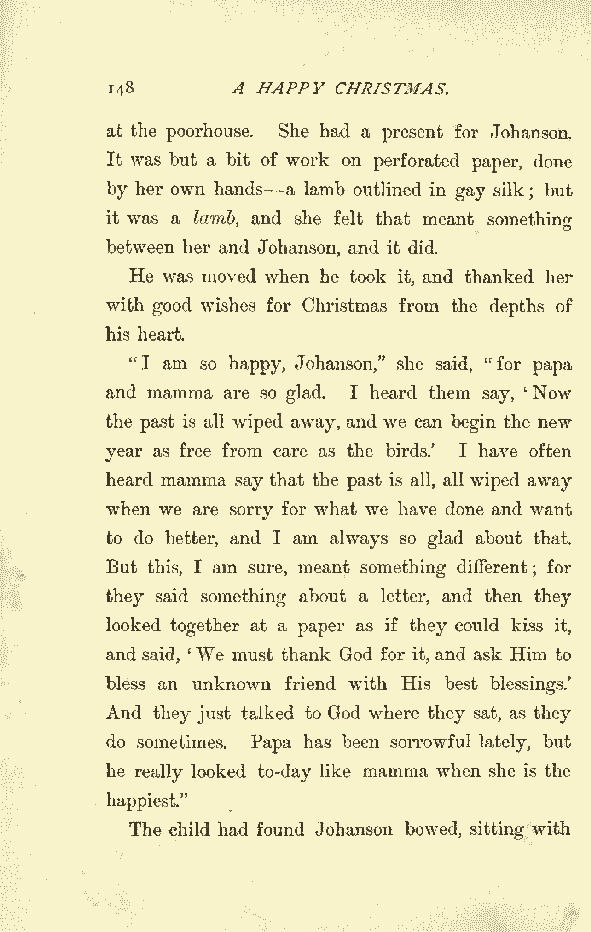 148 A HAPPY CHRISTMAS.
at the poorhouse. She had a present for Johanson.
It was but a bit of work on perforated paper, done
by her own hands--a lamb outlined in gay silk; but
it was a lamb, and she felt that meant something
between her and Johanson, and it did.
He was moved when he took it, and thanked her
with good wishes for Christmas from the depths of
his heart.
"I am so happy, Johanson," she said, "for papa
and mamma are so glad. I heard them say, 'Now
the past is all wiped away, and we can begin the new
year as free from care as the birds.' I have often
heard mamma say that the past is all, all wiped away
when we are sorry for what we have done and want
to do better, and I am always so glad about that.
But this, I am sure, meant something different; for
they said something about a letter, and then they
looked together at a paper as if they could kiss it,
and said, 'We must thank God for it, and ask Him to
bless an unknown friend with His best blessings.'
And they just talked to God where they sat, as they
do sometimes. Papa has been sorrowful lately, but
he really looked to-day like mamma when she is the
happiest."
The child had found Johanson bowed, sitting with